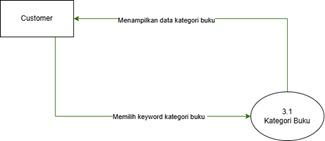 Customer
Menampilkan data kategori buku
Memilih keyword kategori buku
3.1
Kategori Buku